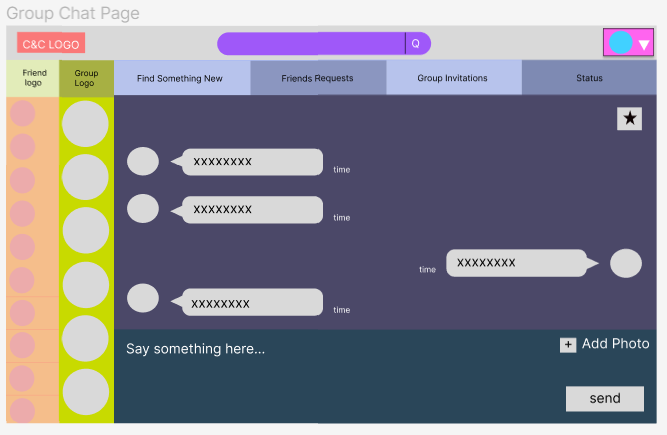 Group Chat Page
C&C LOGO
Q
Friend
logo
Group
Logo
Find Something New
Friends Requests
Group Invitations
Status
xxxxxxxx
time
xxxxxxxx
time
time
xxxxxxxx
xxxxxxxx
time
Say something here...
+ Add Photo
send